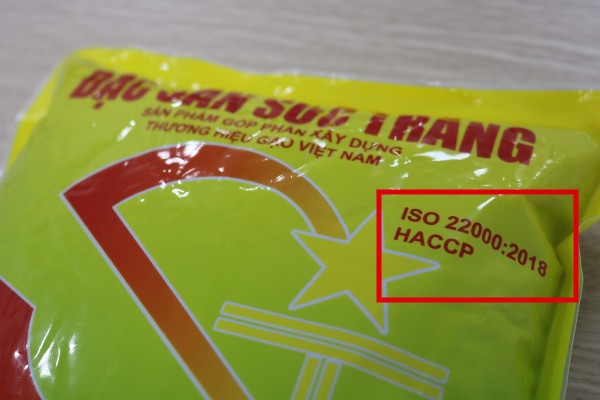 ĐẶC SẢN SÓC TRĂNG
SẢN PHẨM GÓP PHẦN XÂY DỰNG
THƯƠNG HIỆU GẠO VIỆT NAM
ISO 22000:2018
HACCP